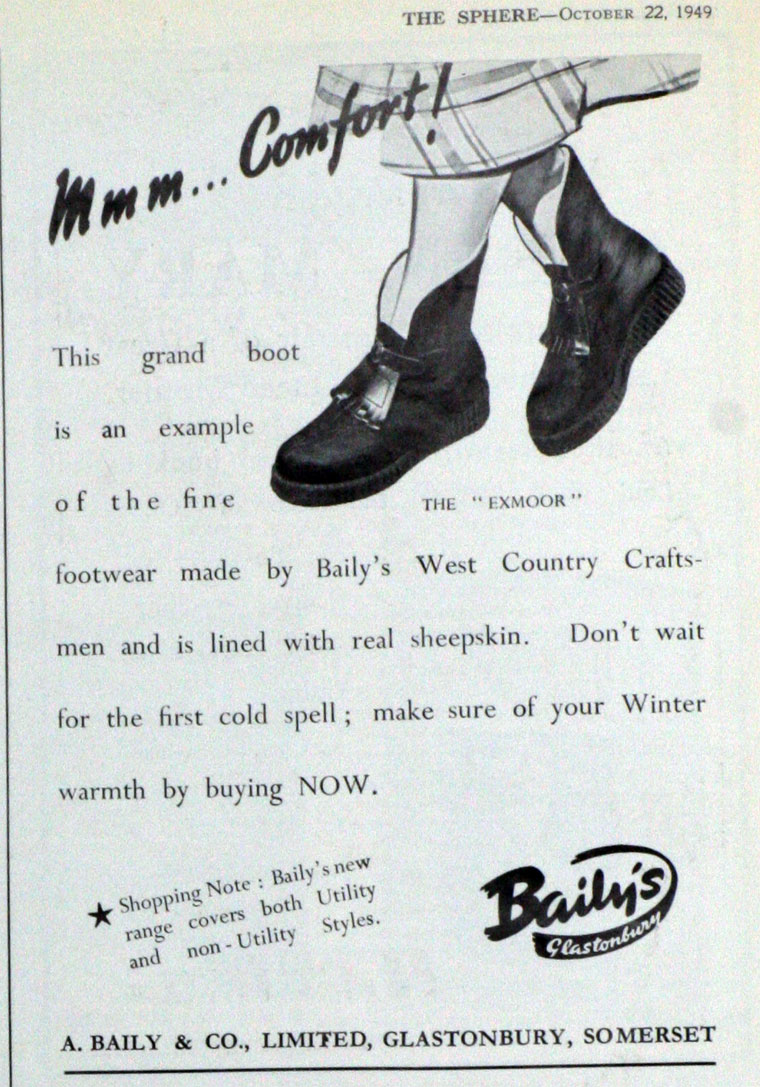 THE SPHERE—OCTOBER 22, 1949
Mmm... Comfort!
This grand boot
is an example
of the fine
THE "EXMOOR"
footwear made by Baily's West Country Crafts-
men and is lined with real sheepskin. Don't wait
for the first cold spell; make sure of your Winter
warmth by buying NOW.
★ Shopping Note: Baily's new
range covers both Utility
and non-Utility Styles.
Baily's
Glastonbury
A. BAILY & CO., LIMITED, GLASTONBURY, SOMERSET